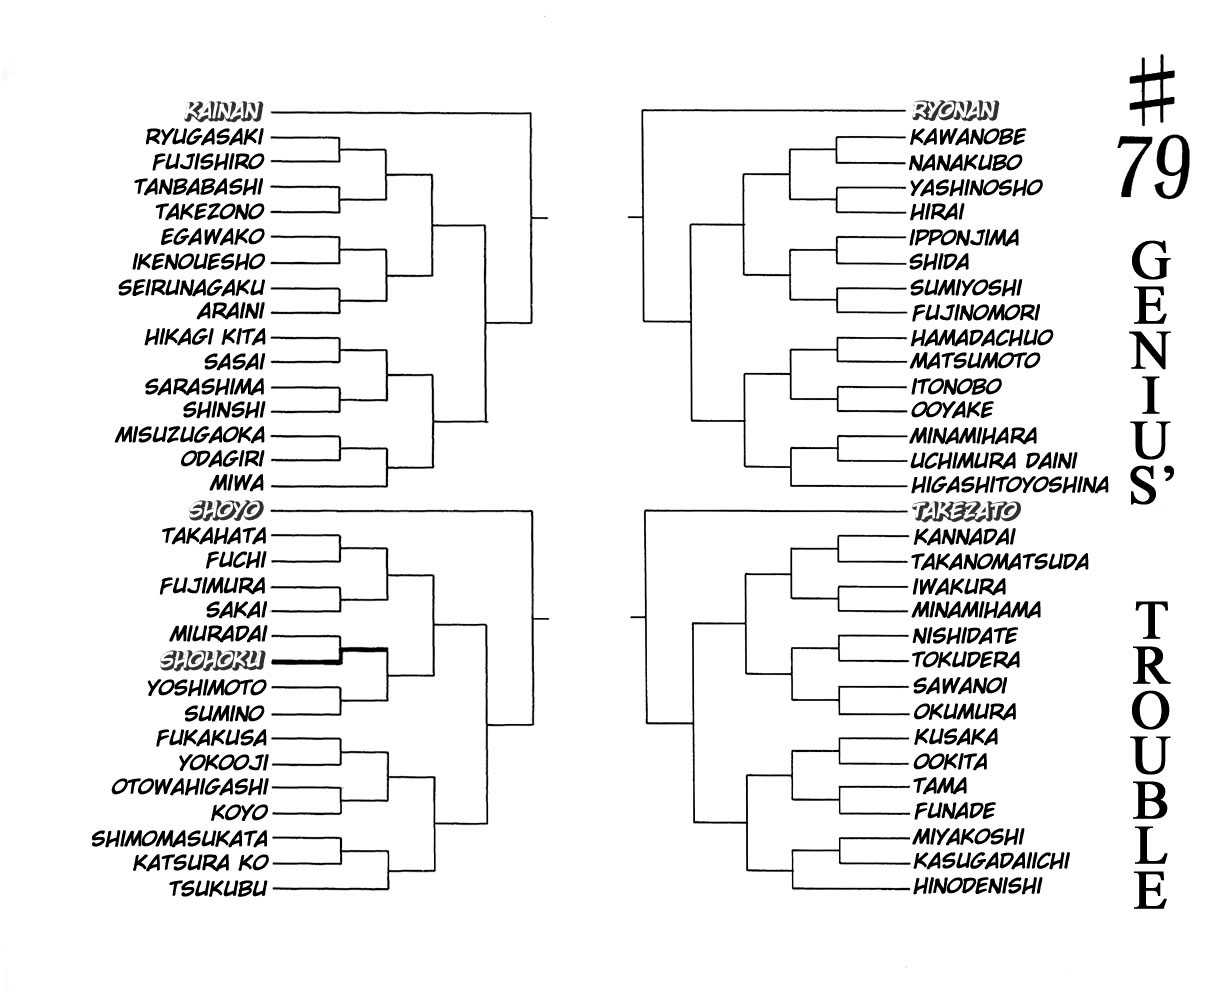 KAINAN
RYUGASAKI
FUJISHIRO
TANBABASHI
TAKEZONO
EGAWAKO
IKENOUESHO
SEIRUNAGAKU
ARAINI
HIKAGI KITA
SASAI
SARASHIMA
SHINSHI
MISUZUGAOKA
ODAGIRI
MIWA
SHOYO
TAKAHATA
FUCHI
FUJIMURA
SAKAI
MIURADAI
SHOHOKU
YOSHIMOTO
SUMINO
FUKAKUSA
YOKOOJI
OTOWAHIGASHI
KOYO
SHIMOMASUKATA
KATSURA KO
TSUKUBU
RYONAN
KAWANOBE
NANAKUBO
YASHINOSHO
HIRAI
IPPONJIMA
SHIDA
SUMIYOSHI
FUJINOMORI
HAMADACHUO
MATSUMOTO
ITONOBO
OOYAKE
MINAMIHARA
UCHIMURA DAINI
HIGASHITOYOSHINA
TAKEZATO
KANNADAI
TAKANOMATSUDA
IWAKURA
MINAMIHAMA
NISHIDATE
TOKUDERA
SAWANOI
OKUMURA
KUSAKA
OOKITA
TAMA
FUNADE
MIYAKOSHI
KASUGADAIICHI
HINODENISHI
#79 GENIUS' TROUBLE